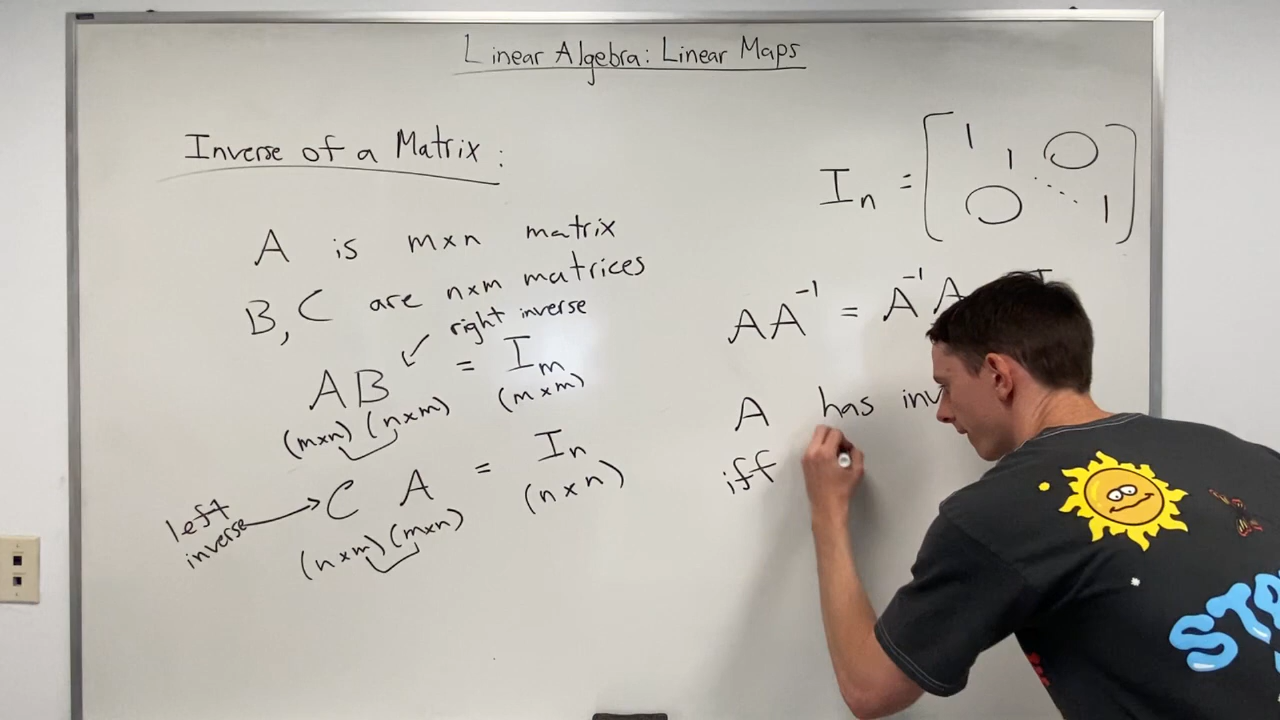 Linear Algebra: Linear Maps
Inverse of a Matrix:
A is m×n matrix
B, C are n×m matrices
right inverse
AB = Iₘ
(m×m)
(m×n) (n×m)
C A = Iₙ
(n×n)
left
inverse
(n×m) (m×n)
Iₙ = [1 1 0 0 ⋱ 1]
AA⁻¹ = A⁻¹A
A has
iff